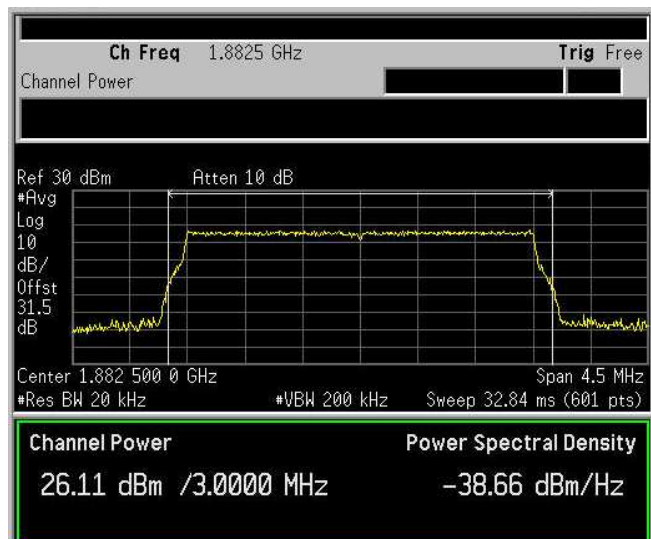 Ch Freq 1.8825 GHz Trig Free
Channel Power
Ref 30 dBm Atten 10 dB
#Avg
Log
10
dB/
Offst
31.5
dB
Center 1.882 500 0 GHz Span 4.5 MHz
#Res BW 20 kHz #VBW 200 kHz Sweep 32.84 ms (601 pts)
Channel Power Power Spectral Density
26.11 dBm /3.0000 MHz -38.66 dBm/Hz